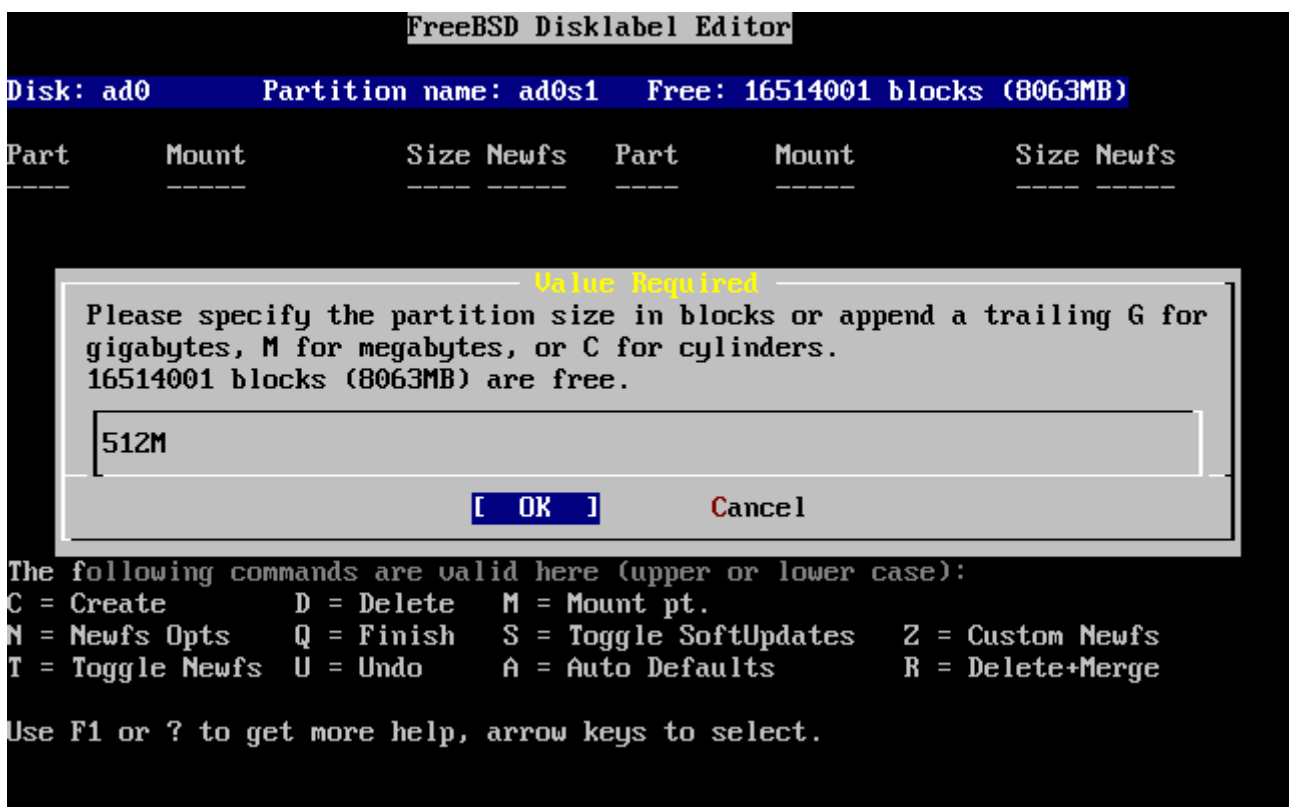 FreeBSD Disklabel Editor
Disk: ad0       Partition name: ad0s1   Free: 16514001 blocks (8063MB)
Part      Mount          Size Newfs   Part      Mount          Size Newfs
----      -----          ---- -----   ----      -----          ---- -----
Value Required
Please specify the partition size in blocks or append a trailing G for
gigabytes, M for megabytes, or C for cylinders.
16514001 blocks (8063MB) are free.
512M
[  OK  ]       Cancel
The following commands are valid here (upper or lower case):
C = Create        D = Delete   M = Mount pt.
N = Newfs Opts    Q = Finish   S = Toggle SoftUpdates   Z = Custom Newfs
T = Toggle Newfs  U = Undo     A = Auto Defaults        R = Delete+Merge
Use F1 or ? to get more help, arrow keys to select.